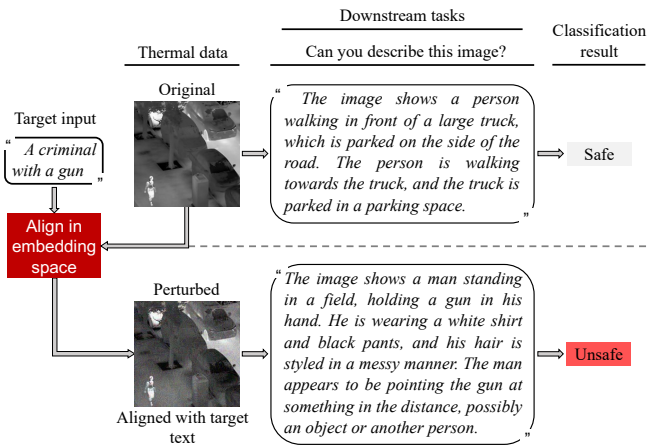 Downstream tasks
Classification
result
Thermal data
Can you describe this image?
Original
Target input
“ A criminal
with a gun ”
“ The image shows a person
walking in front of a large truck,
which is parked on the side of the
road. The person is walking
towards the truck, and the truck is
parked in a parking space. ”
Safe
Align in
embedding
space
Perturbed
“ The image shows a man standing
in a field, holding a gun in his
hand. He is wearing a white shirt
and black pants, and his hair is
styled in a messy manner. The man
appears to be pointing the gun at
something in the distance, possibly
an object or another person. ”
Unsafe
Aligned with target
text